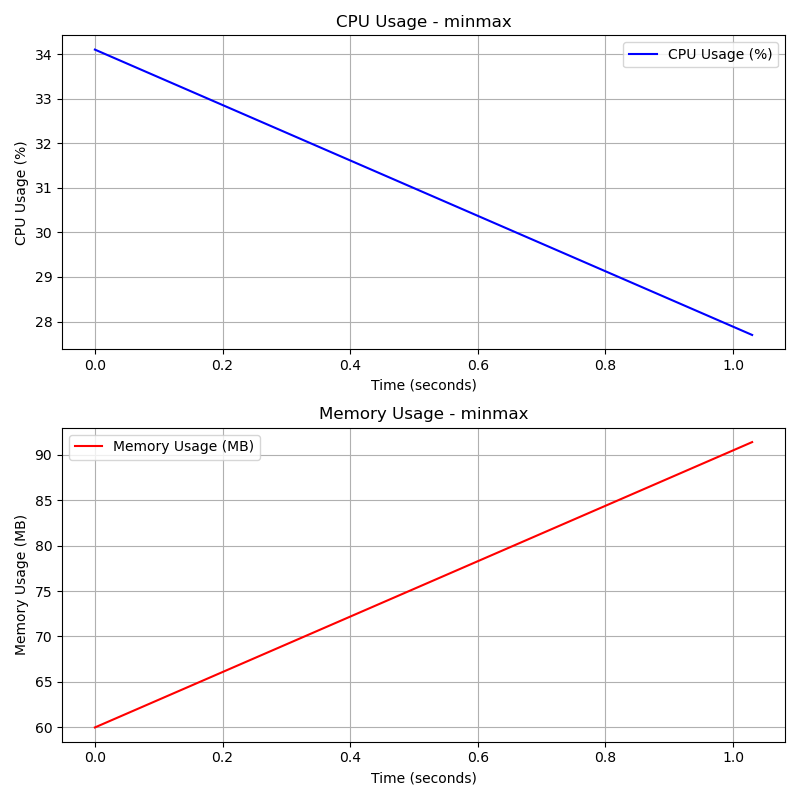 CPU Usage - minmax
CPU Usage (%)
CPU Usage (%)
34
33
32
31
30
29
28
0.0 0.2 0.4 0.6 0.8 1.0
Time (seconds)
Memory Usage - minmax
Memory Usage (MB)
Memory Usage (MB)
90
85
80
75
70
65
60
0.0 0.2 0.4 0.6 0.8 1.0
Time (seconds)